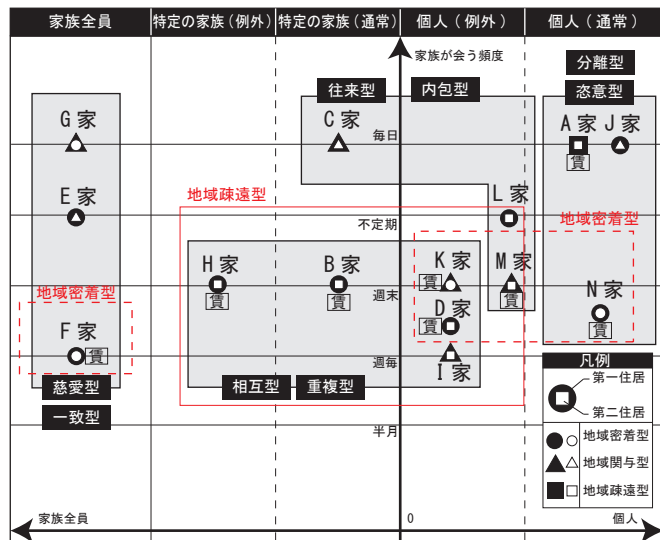 家族全員
特定の家族(例外)
特定の家族(通常)
個人(例外)
個人(通常)
家族が会う頻度
分離型
往来型
内包型
恣意型
G家
C家
A家
J家
毎日
賃
E家
地域疎遠型
L家
不定期
地域密着型
H家
B家
K家
M家
N家
地域密着型
賃
賃
週末
賃
賃
D家
賃
賃
F家
賃
週毎
I家
凡例
慈愛型
相互型
重複型
第一住居
一致型
第二住居
半月
地域密着型
地域関与型
地域疎遠型
家族全員
0
個人